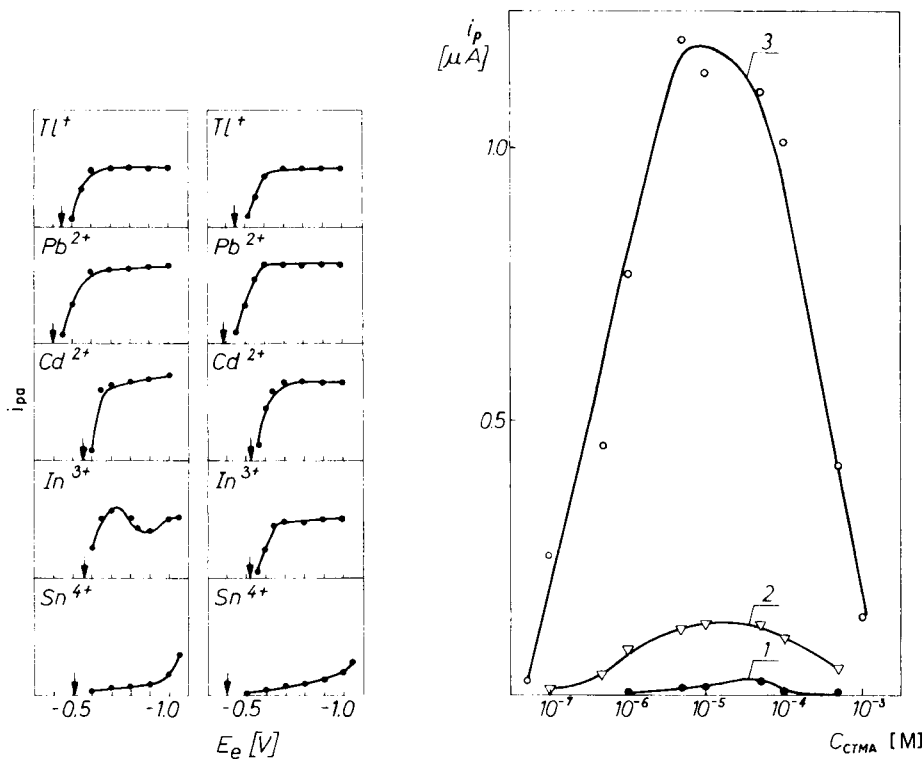 Tl+
Tl+
Pb2+
Pb2+
Cd2+
Cd2+
In3+
In3+
Sn4+
Sn4+
ipa
-0.5
-1.0
-0.5
-1.0
Ee [V]
ip
[μA]
3
1.0
0.5
2
1
10-7
10-6
10-5
10-4
10-3
CCTMA [M]